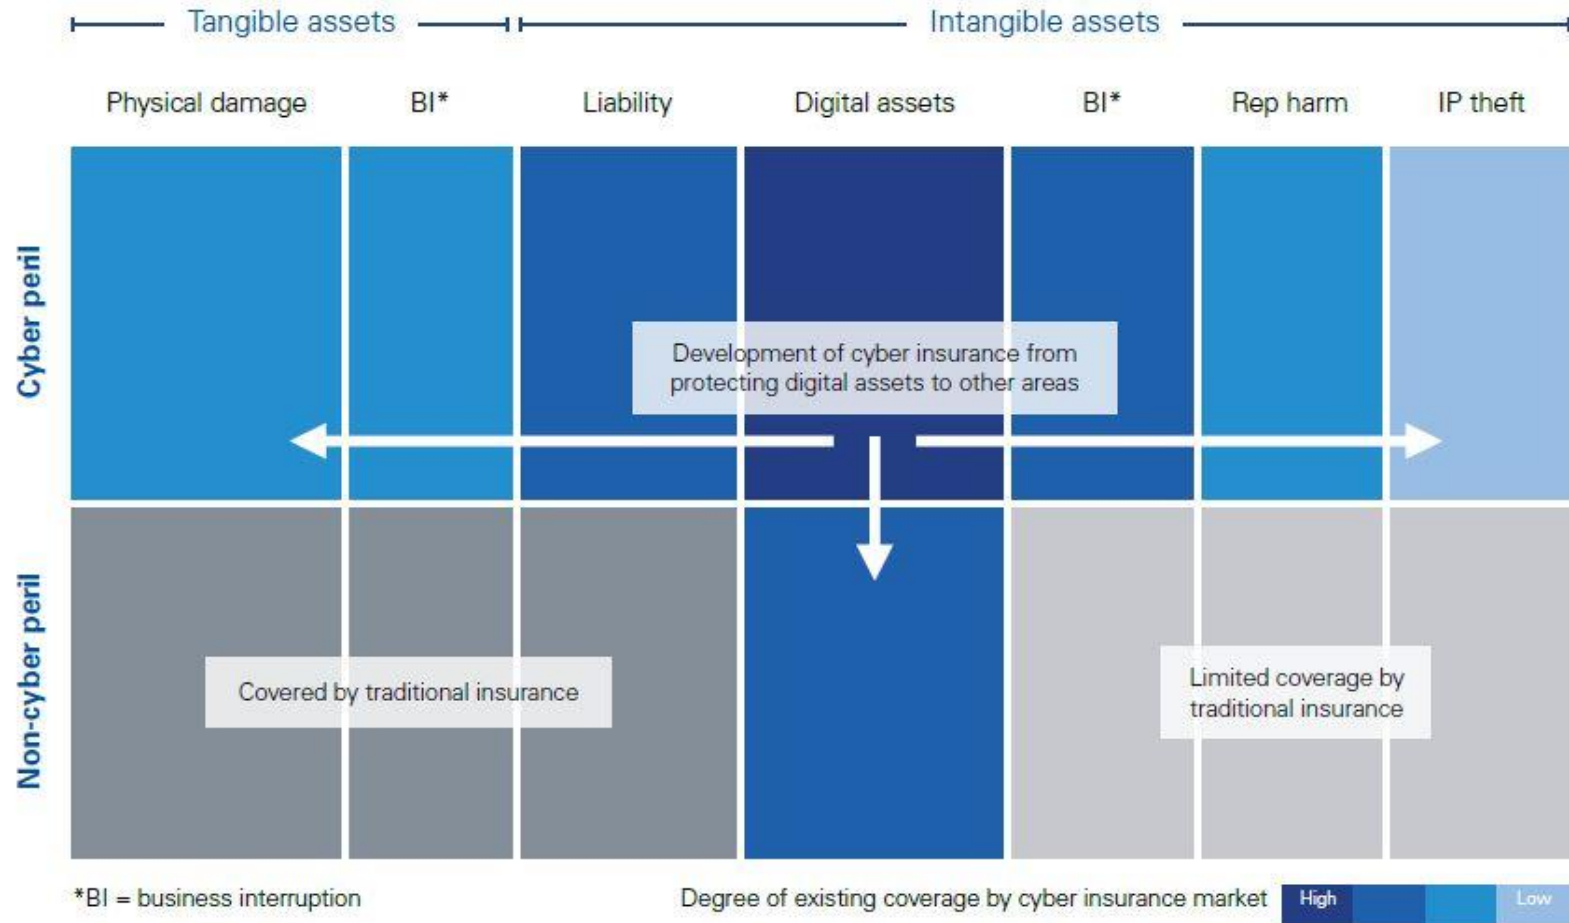 Tangible assets
Intangible assets
Physical damage
BI*
Liability
Digital assets
BI*
Rep harm
IP theft
Cyber peril
Development of cyber insurance from
protecting digital assets to other areas
Non-cyber peril
Covered by traditional insurance
Limited coverage by
traditional insurance
*BI = business interruption
Degree of existing coverage by cyber insurance market
High
Low